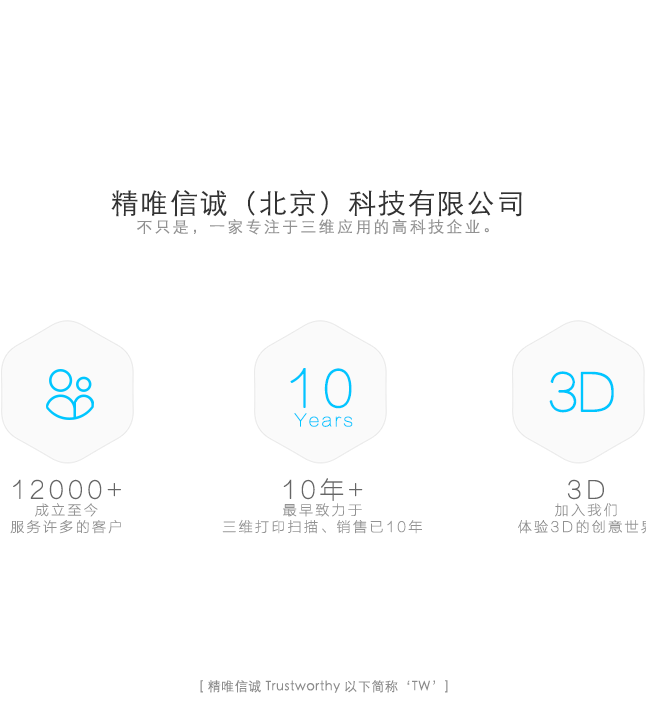 精唯信诚（北京）科技有限公司
不只是，一家专注于三维应用的高科技企业。
10
Years
3D
12000+
成立至今
服务许多的客户
10年+
最早致力于
三维打印扫描、销售已10年
3D
加入我们
体验3D的创意世界
[ 精唯信诚 Trustworthy 以下简称‘TW’ ]